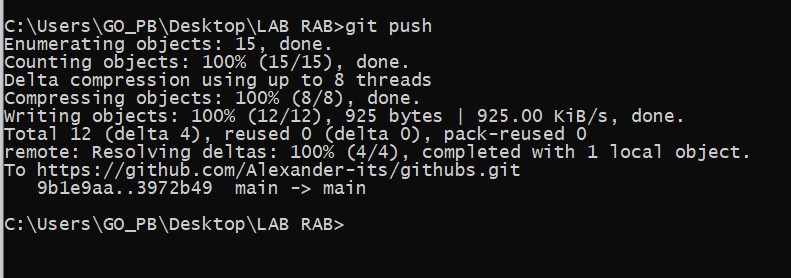 C:\Users\GO_PB\Desktop\LAB RAB>git push
Enumerating objects: 15, done.
Counting objects: 100% (15/15), done.
Delta compression using up to 8 threads
Compressing objects: 100% (8/8), done.
Writing objects: 100% (12/12), 925 bytes | 925.00 KiB/s, done.
Total 12 (delta 4), reused 0 (delta 0), pack-reused 0
remote: Resolving deltas: 100% (4/4), completed with 1 local object.
To https://github.com/Alexander-its/githubs.git
   9b1e9aa..3972b49  main -> main
C:\Users\GO_PB\Desktop\LAB RAB>